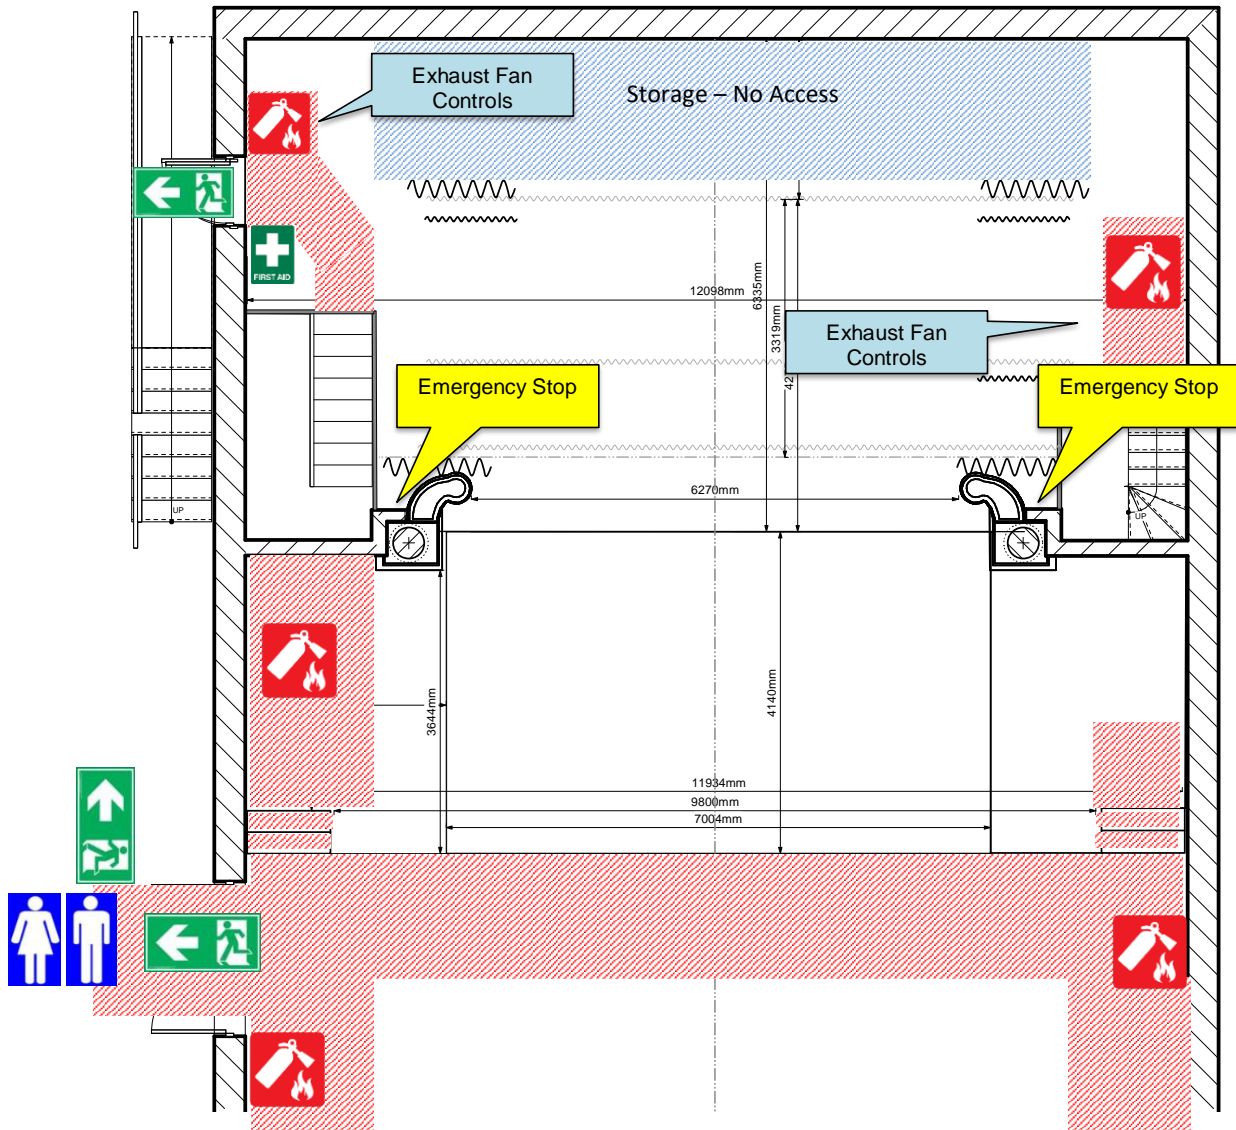 Exhaust Fan
Controls
Storage – No Access
FIRST AID
12098mm
6335mm
3319mm
Exhaust Fan
Controls
42
Emergency Stop
Emergency Stop
6270mm
UP
UP
3644mm
4140mm
11934mm
9800mm
7004mm